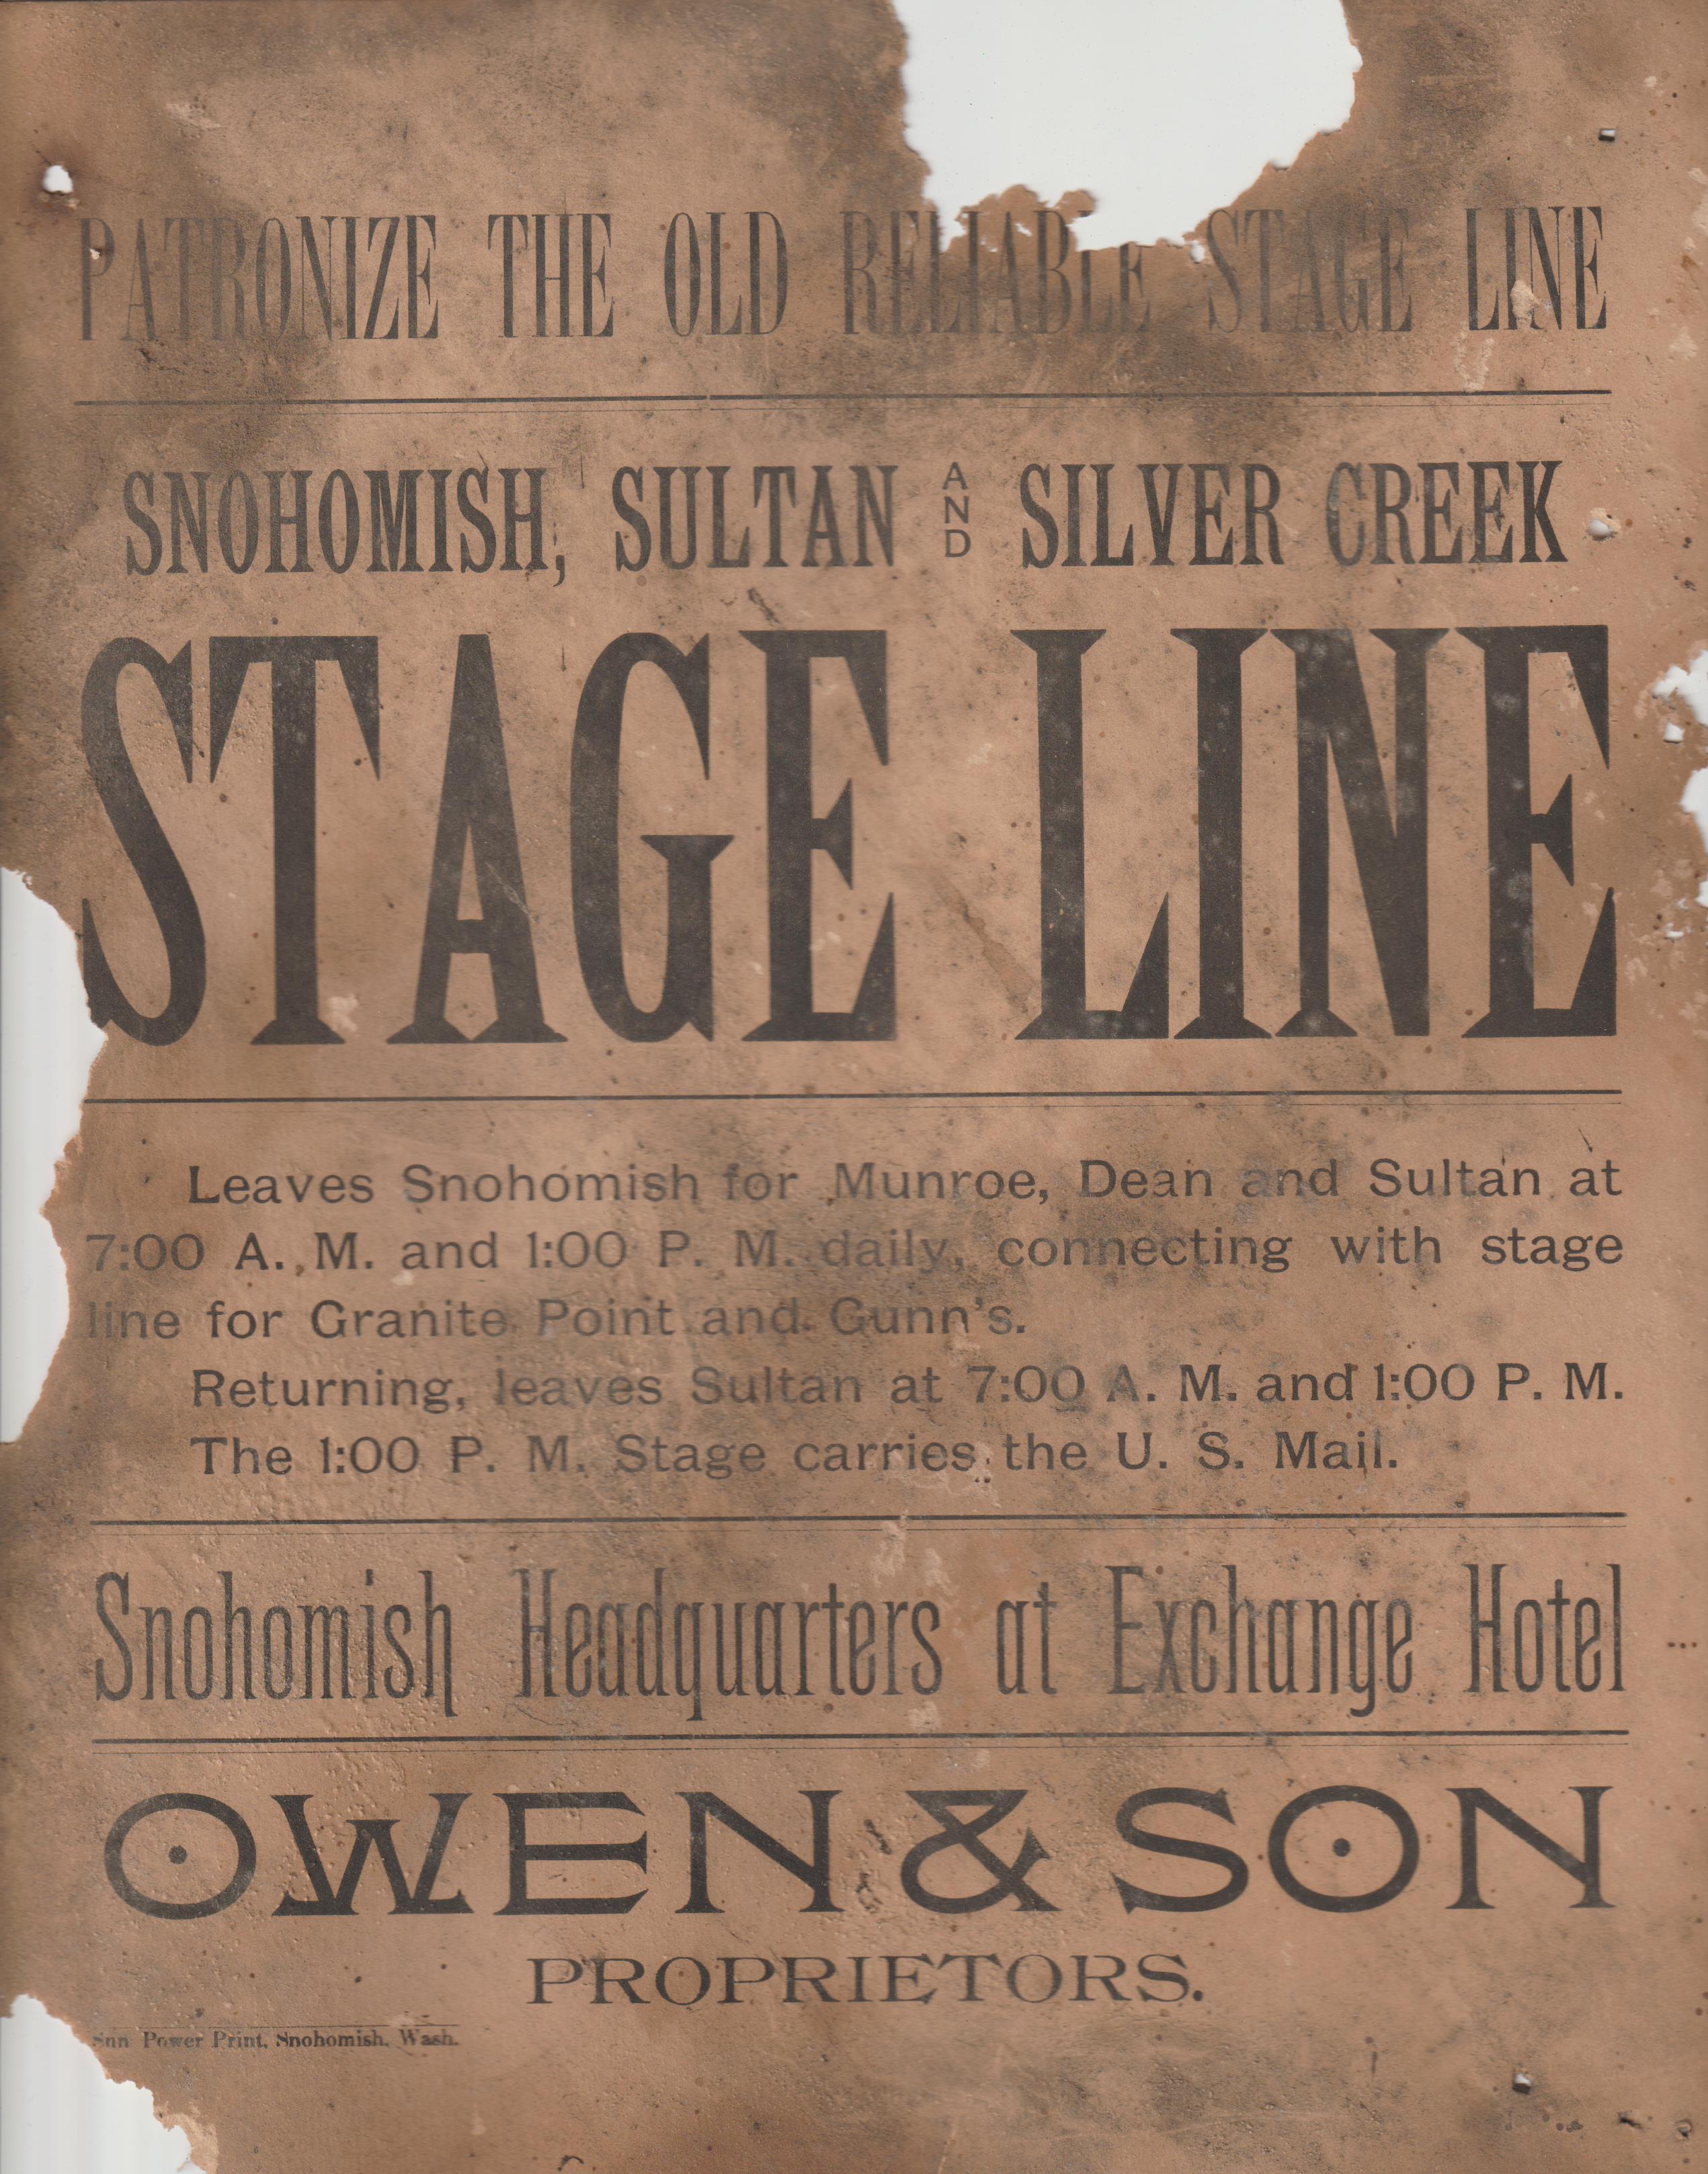 PATRONIZE THE OLD RELIABLE STAGE LINE
SNOHOMISH, SULTAN AND SILVER CREEK
STAGE LINE
Leaves Snohomish for Munroe, Dean and Sultan at
7:00 A. M. and 1:00 P. M. daily, connecting with stage
line for Granite Point and Gunn's.
Returning, leaves Sultan at 7:00 A. M. and 1:00 P. M.
The 1:00 P. M. Stage carries the U. S. Mail.
Snohomish Headquarters at Exchange Hotel
OWEN & SON
PROPRIETORS.
Sun Power Print, Snohomish, Wash.